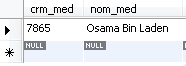 crm_med nom_med
7865 Osama Bin Laden
NULL NULL